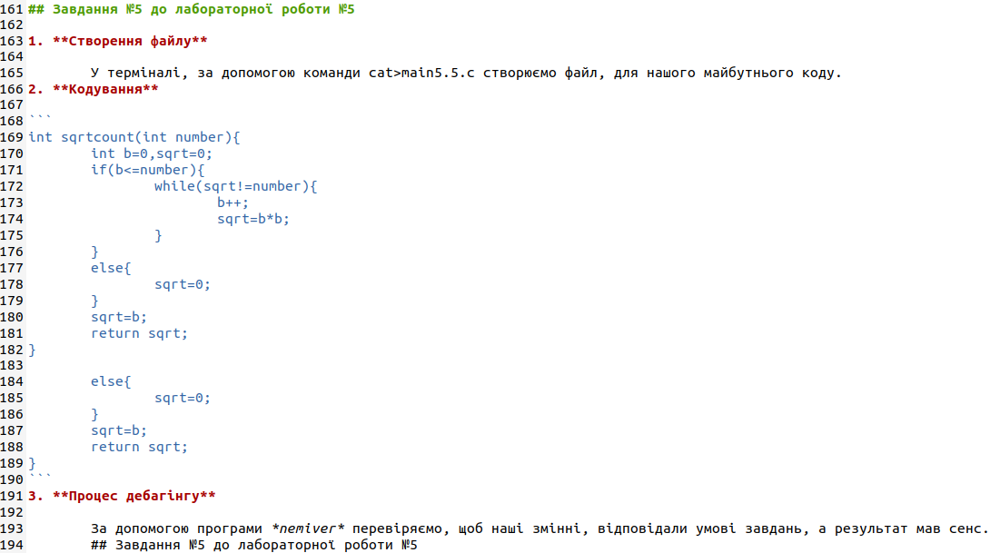 161 ## Завдання №5 до лабораторної роботи №5
162
163 1. **Створення файлу**
164
165         У терміналі, за допомогою команди cat>main5.5.c створюємо файл, для нашого майбутнього коду.
166 2. **Кодування**
167
168 ```
169 int sqrtcount(int number){
170         int b=0,sqrt=0;
171         if(b<=number){
172                 while(sqrt!=number){
173                         b++;
174                         sqrt=b*b;
175                 }
176         }
177         else{
178                 sqrt=0;
179         }
180         sqrt=b;
181         return sqrt;
182 }
183
184         else{
185                 sqrt=0;
186         }
187         sqrt=b;
188         return sqrt;
189 }
190 ```
191 3. **Процес дебагінгу**
192
193         За допомогою програми *nemiver* перевіряємо, щоб наші змінні, відповідали умові завдань, а результат мав сенс.
194         ## Завдання №5 до лабораторної роботи №5